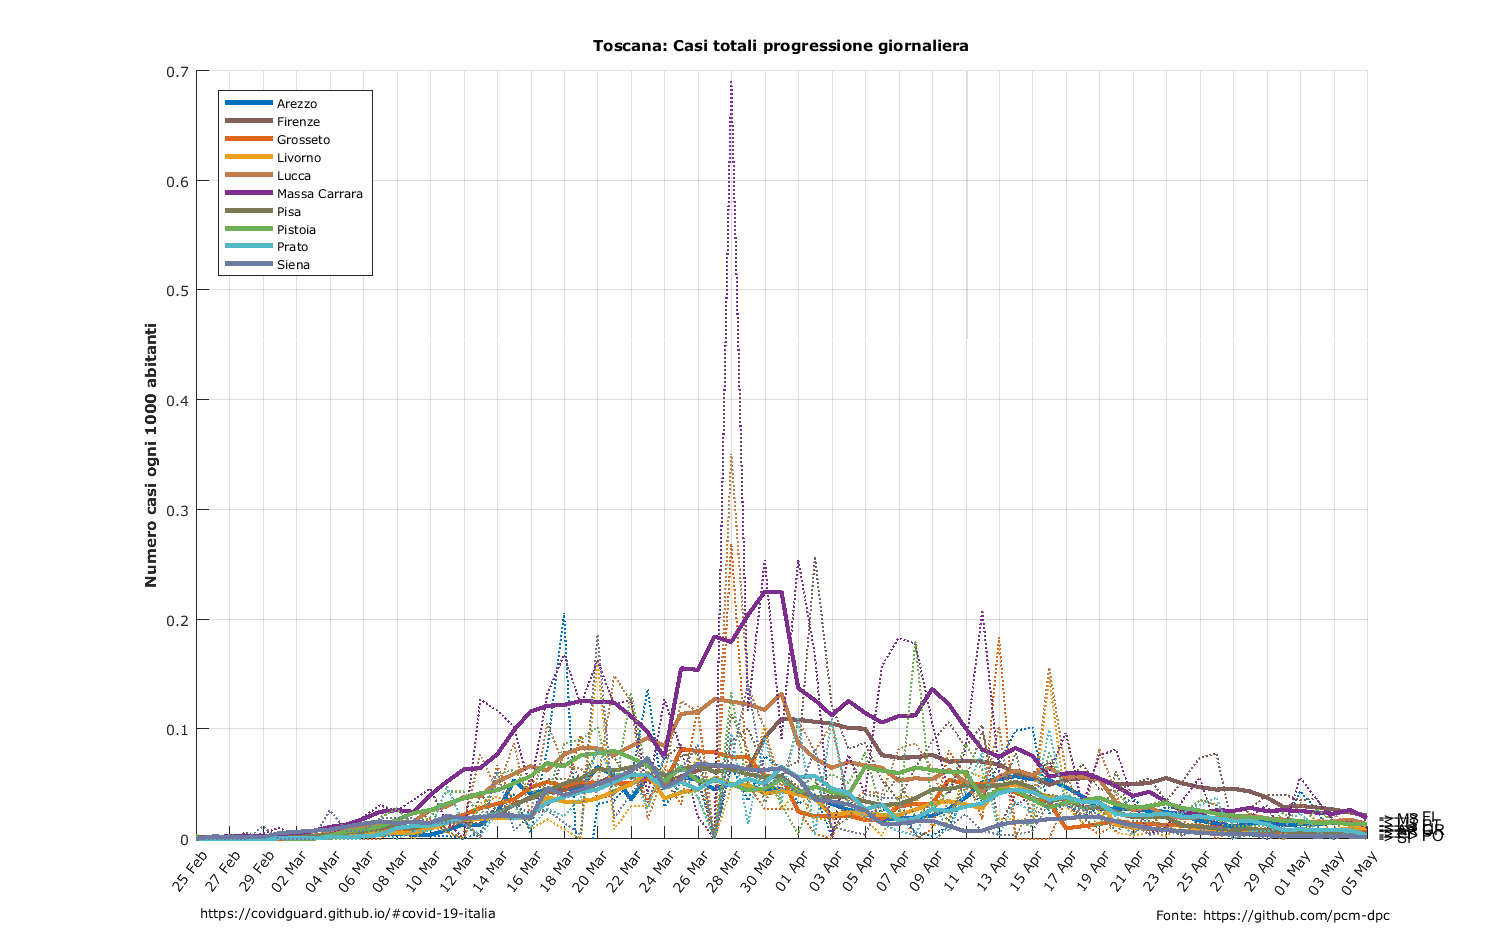 Toscana: Casi totali progressione giornaliera
Numero casi ogni 1000 abitanti
0.7
0.6
0.5
0.4
0.3
0.2
0.1
0
Arezzo
Firenze
Grosseto
Livorno
Lucca
Massa Carrara
Pisa
Pistoia
Prato
Siena
25 Feb
27 Feb
29 Feb
02 Mar
04 Mar
06 Mar
08 Mar
10 Mar
12 Mar
14 Mar
16 Mar
18 Mar
20 Mar
22 Mar
24 Mar
26 Mar
28 Mar
30 Mar
01 Apr
03 Apr
05 Apr
07 Apr
09 Apr
11 Apr
13 Apr
15 Apr
17 Apr
19 Apr
21 Apr
23 Apr
25 Apr
27 Apr
29 Apr
01 May
03 May
05 May
https://covidguard.github.io/#covid-19-italia
Fonte: https://github.com/pcm-dpc